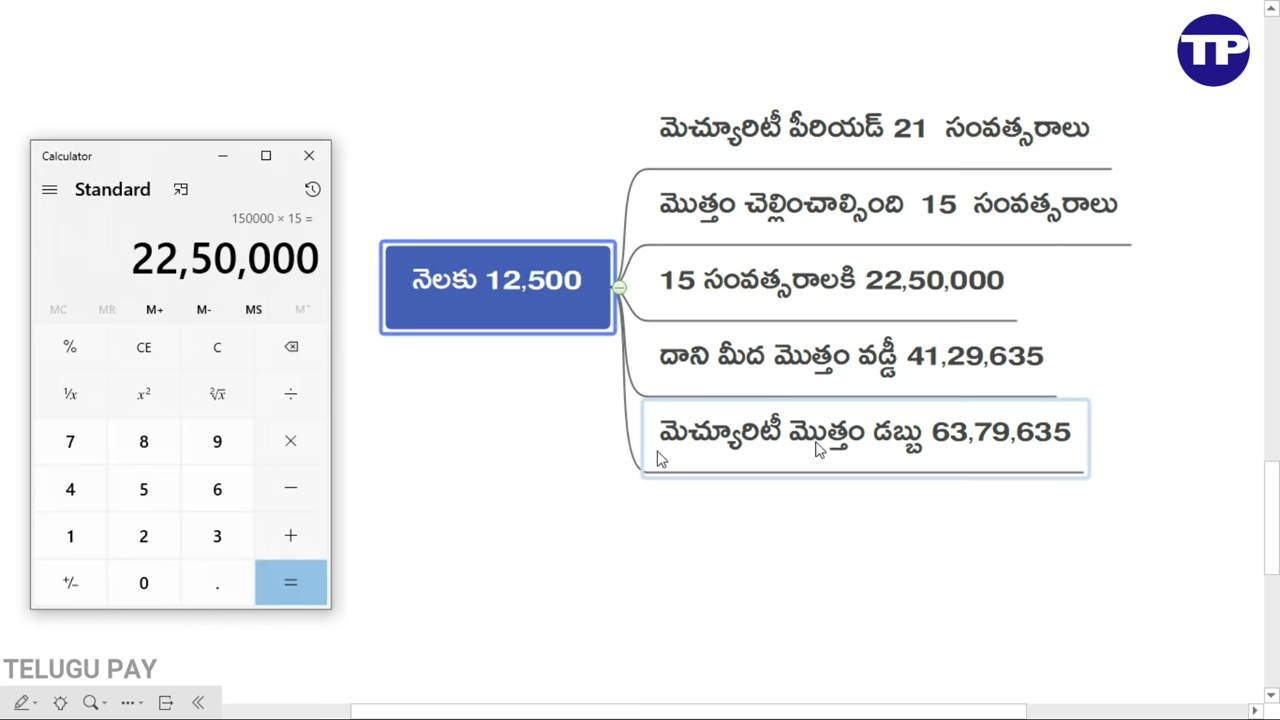 TP
Calculator
Standard
150000 × 15 =
22,50,000
MC MR M+ M- MS M˅
% CE C
¹/x x² ²√x ÷
7 8 9 ×
4 5 6 −
1 2 3 +
+/- 0 . =
నెలకు 12,500
మెచ్యూరిటీ పీరియడ్ 21 సంవత్సరాలు
మొత్తం చెల్లించాల్సింది 15 సంవత్సరాలు
15 సంవత్సరాలకి 22,50,000
దాని మీద మొత్తం వడ్డీ 41,29,635
మెచ్యూరిటీ మొత్తం డబ్బు 63,79,635
TELUGU PAY